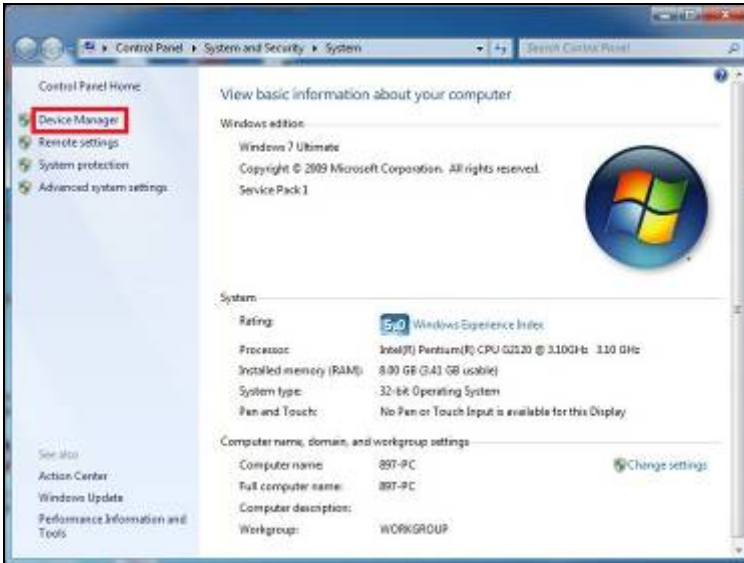 Control Panel ▸ System and Security ▸ System
Search Control Panel
Control Panel Home
Device Manager
Remote settings
System protection
Advanced system settings
View basic information about your computer
Windows edition
Windows 7 Ultimate
Copyright © 2009 Microsoft Corporation. All rights reserved.
Service Pack 1
System
Rating:
5,0 Windows Experience Index
Processor: Intel(R) Pentium(R) CPU G2120 @ 3.10GHz 3.10 GHz
Installed memory (RAM): 8.00 GB (3.41 GB usable)
System type: 32-bit Operating System
Pen and Touch: No Pen or Touch Input is available for this Display
Computer name, domain, and workgroup settings
Computer name: 897-PC
Change settings
Full computer name: 897-PC
Computer description:
Workgroup: WORKGROUP
See also
Action Center
Windows Update
Performance Information and
Tools